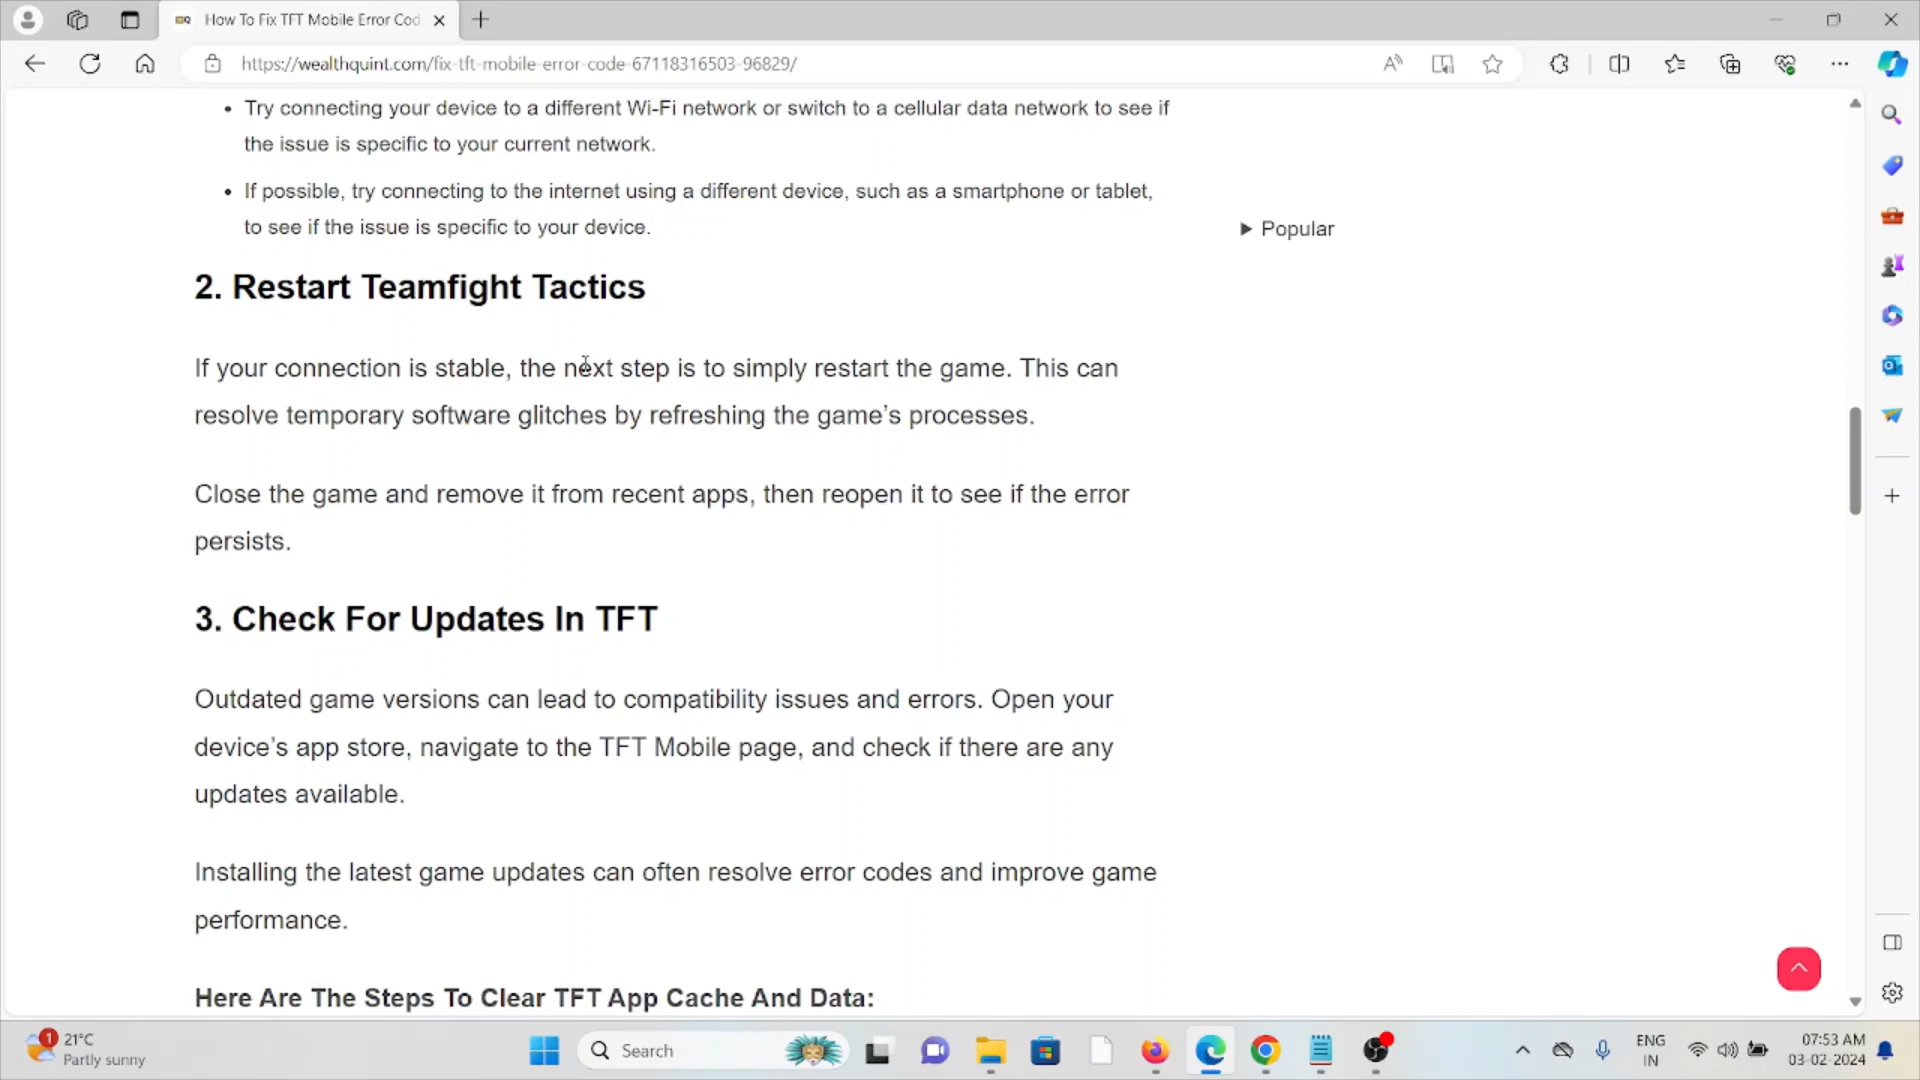 How To Fix TFT Mobile Error Cod
https://wealthquint.com/fix-tft-mobile-error-code-67118316503-96829/
• Try connecting your device to a different Wi-Fi network or switch to a cellular data network to see if
the issue is specific to your current network.
• If possible, try connecting to the internet using a different device, such as a smartphone or tablet,
to see if the issue is specific to your device.
▶ Popular
2. Restart Teamfight Tactics
If your connection is stable, the next step is to simply restart the game. This can
resolve temporary software glitches by refreshing the game’s processes.
Close the game and remove it from recent apps, then reopen it to see if the error
persists.
3. Check For Updates In TFT
Outdated game versions can lead to compatibility issues and errors. Open your
device’s app store, navigate to the TFT Mobile page, and check if there are any
updates available.
Installing the latest game updates can often resolve error codes and improve game
performance.
Here Are The Steps To Clear TFT App Cache And Data:
1
21°C
Partly sunny
Search
ENG
IN
07:53 AM
03-02-2024